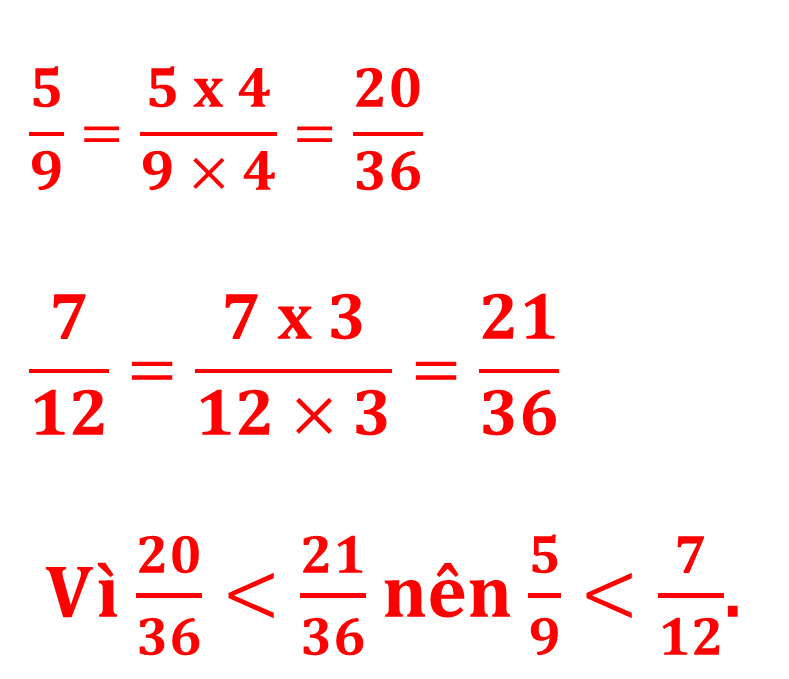 5/9 = 5 x 4/9 × 4 = 20/36
7/12 = 7 x 3/12 × 3 = 21/36
Vì 20/36 < 21/36 nên 5/9 < 7/12.